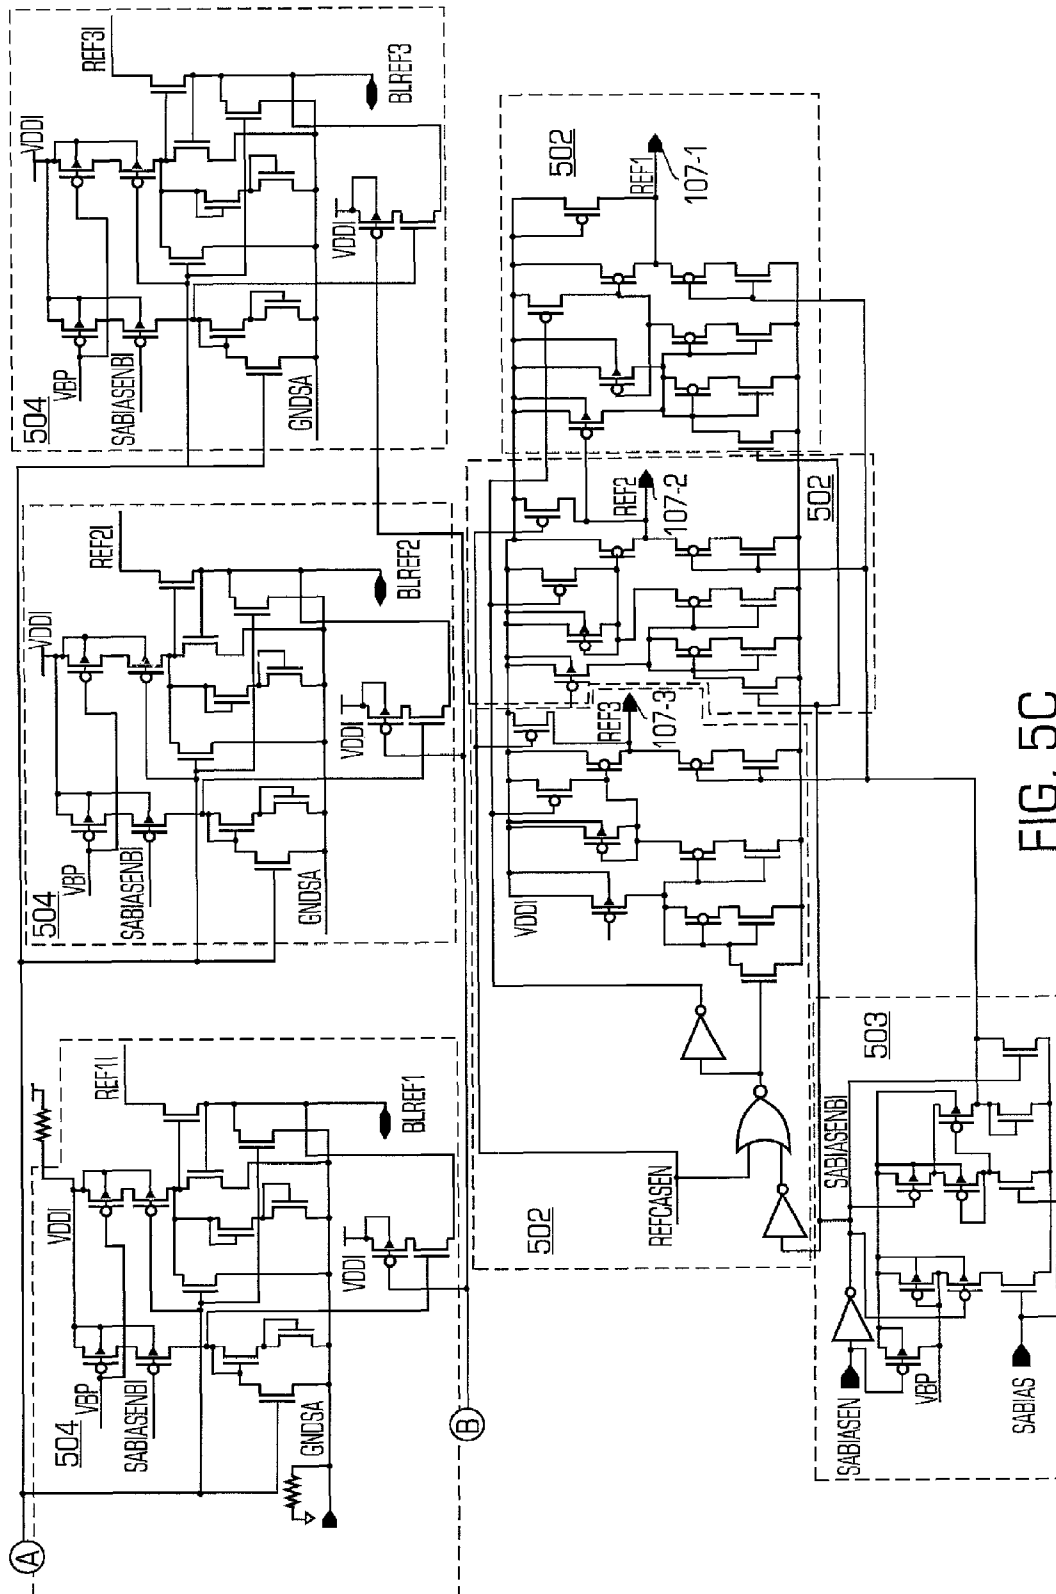 A
504
VDDI
REF1I
VBP
SABIASENBI
GNDSA
VDDI
BLREF1
504
VDDI
REF2I
VBP
SABIASENBI
GNDSA
VDDI
BLREF2
504
VDDI
REF3I
VBP
SABIASENBI
GNDSA
VDDI
BLREF3
B
502
REFCASEN
VDDI
REF3
107-3
REF2
107-2
502
502
REF1
107-1
503
SABIASEN
SABIASENBI
VBP
SABIAS
FIG. 5C